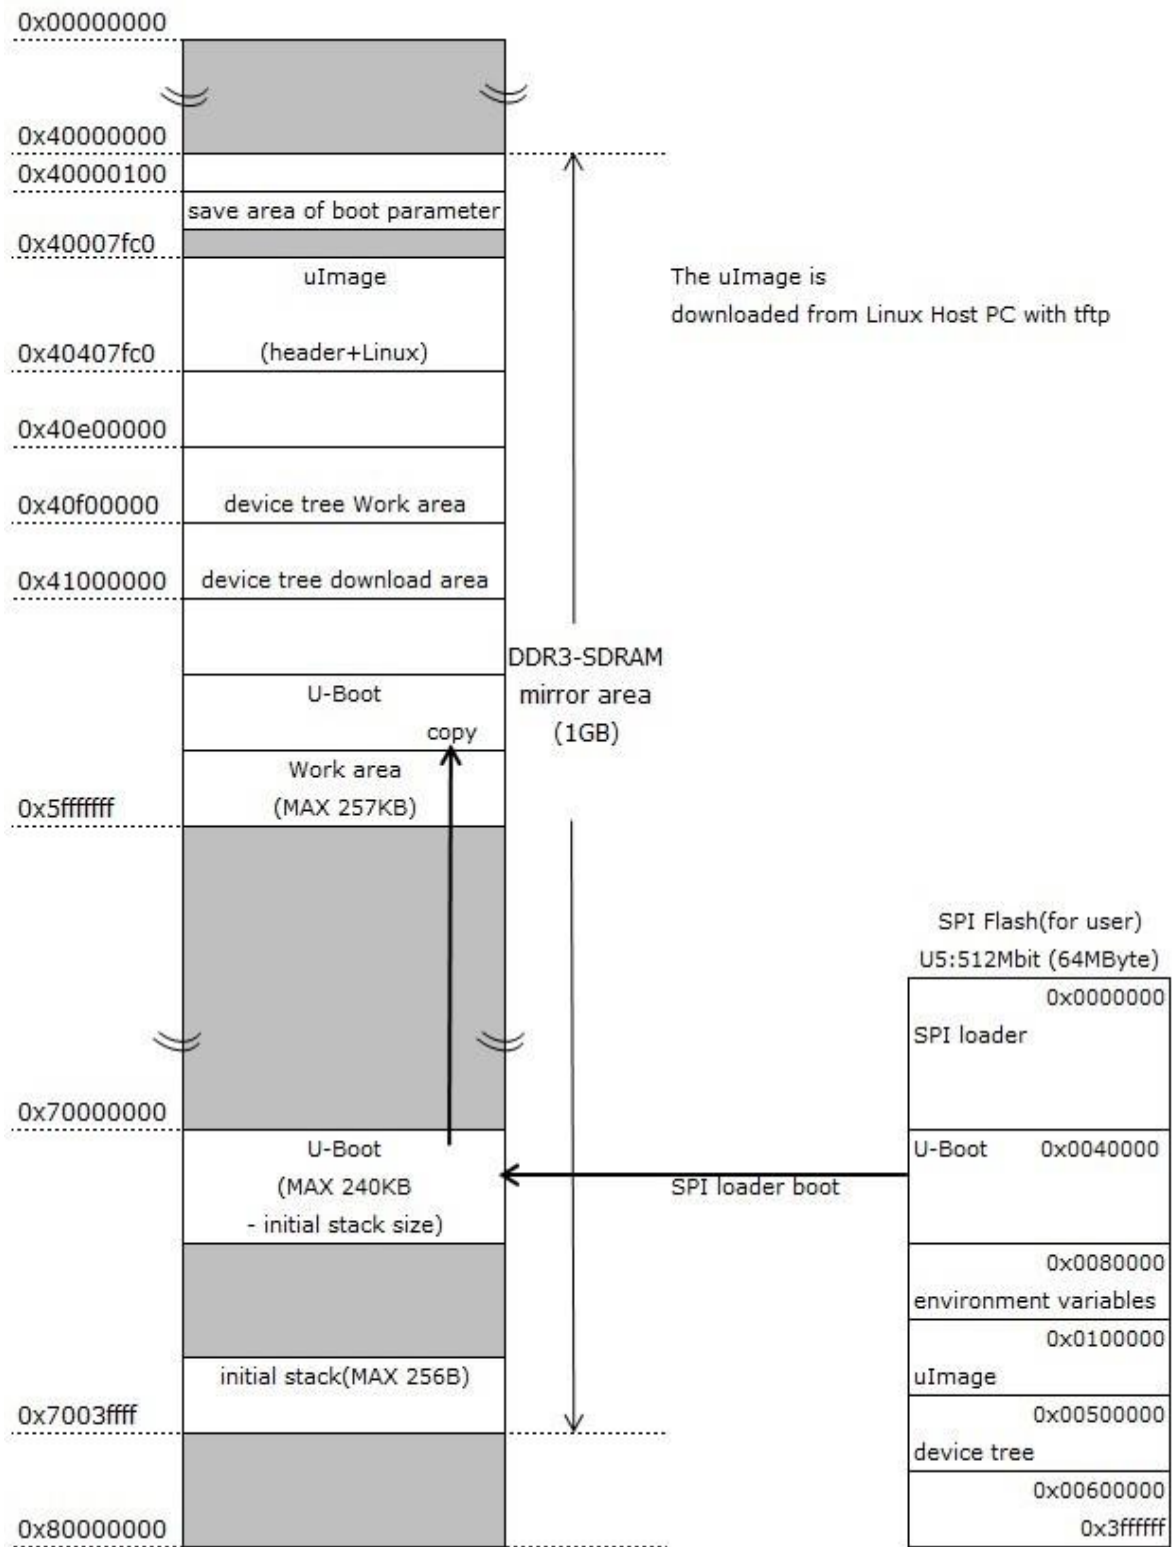 0x00000000
0x40000000
0x40000100
save area of boot parameter
0x40007fc0
uImage
The uImage is
downloaded from Linux Host PC with tftp
0x40407fc0
(header+Linux)
0x40e00000
0x40f00000
device tree Work area
0x41000000
device tree download area
DDR3-SDRAM
mirror area
(1GB)
U-Boot
copy
Work area
(MAX 257KB)
0x5fffffff
SPI Flash(for user)
U5:512Mbit (64MByte)
0x0000000
SPI loader
0x70000000
U-Boot
(MAX 240KB
- initial stack size)
SPI loader boot
U-Boot 0x0040000
0x0080000
environment variables
0x0100000
uImage
initial stack(MAX 256B)
0x7003ffff
0x00500000
device tree
0x00600000
0x3ffffff
0x80000000